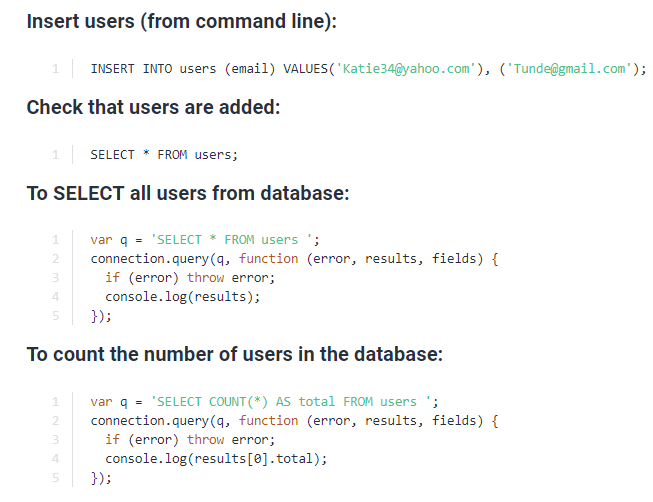 Insert users (from command line):
1 INSERT INTO users (email) VALUES('Katie34@yahoo.com'), ('Tunde@gmail.com');
Check that users are added:
1 SELECT * FROM users;
To SELECT all users from database:
1 var q = 'SELECT * FROM users ';
2 connection.query(q, function (error, results, fields) {
3   if (error) throw error;
4   console.log(results);
5 });
To count the number of users in the database:
1 var q = 'SELECT COUNT(*) AS total FROM users ';
2 connection.query(q, function (error, results, fields) {
3   if (error) throw error;
4   console.log(results[0].total);
5 });